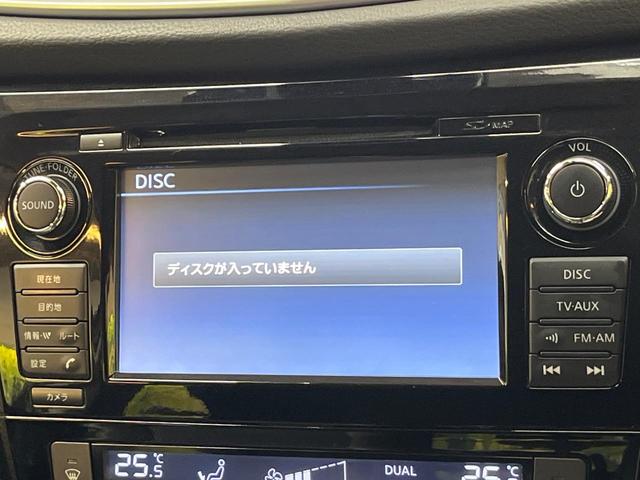 SD-MAP
TUNE·FOLDER
SOUND
VOL
DISC
ディスクが入っていません
現在地
目的地
情報・VI ルート
設定
カメラ
DISC
TV·AUX
FM·AM
25.5°C
DUAL
25°C